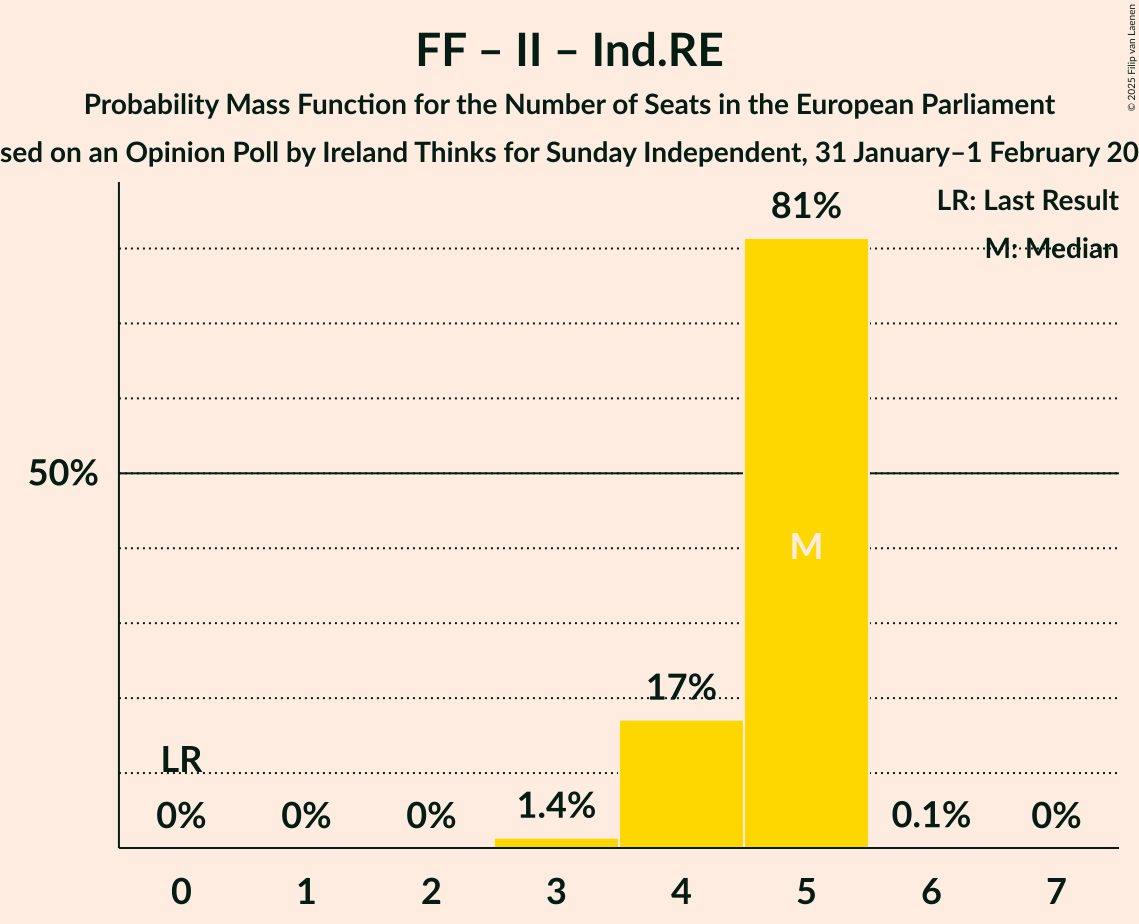 FF – II – Ind.RE
Probability Mass Function for the Number of Seats in the European Parliament
sed on an Opinion Poll by Ireland Thinks for Sunday Independent, 31 January–1 February 20
© 2025 Filip van Laenen
LR: Last Result
M: Median
81%
50%
M
17%
LR
0%
0%
0%
1.4%
0.1%
0%
0
1
2
3
4
5
6
7